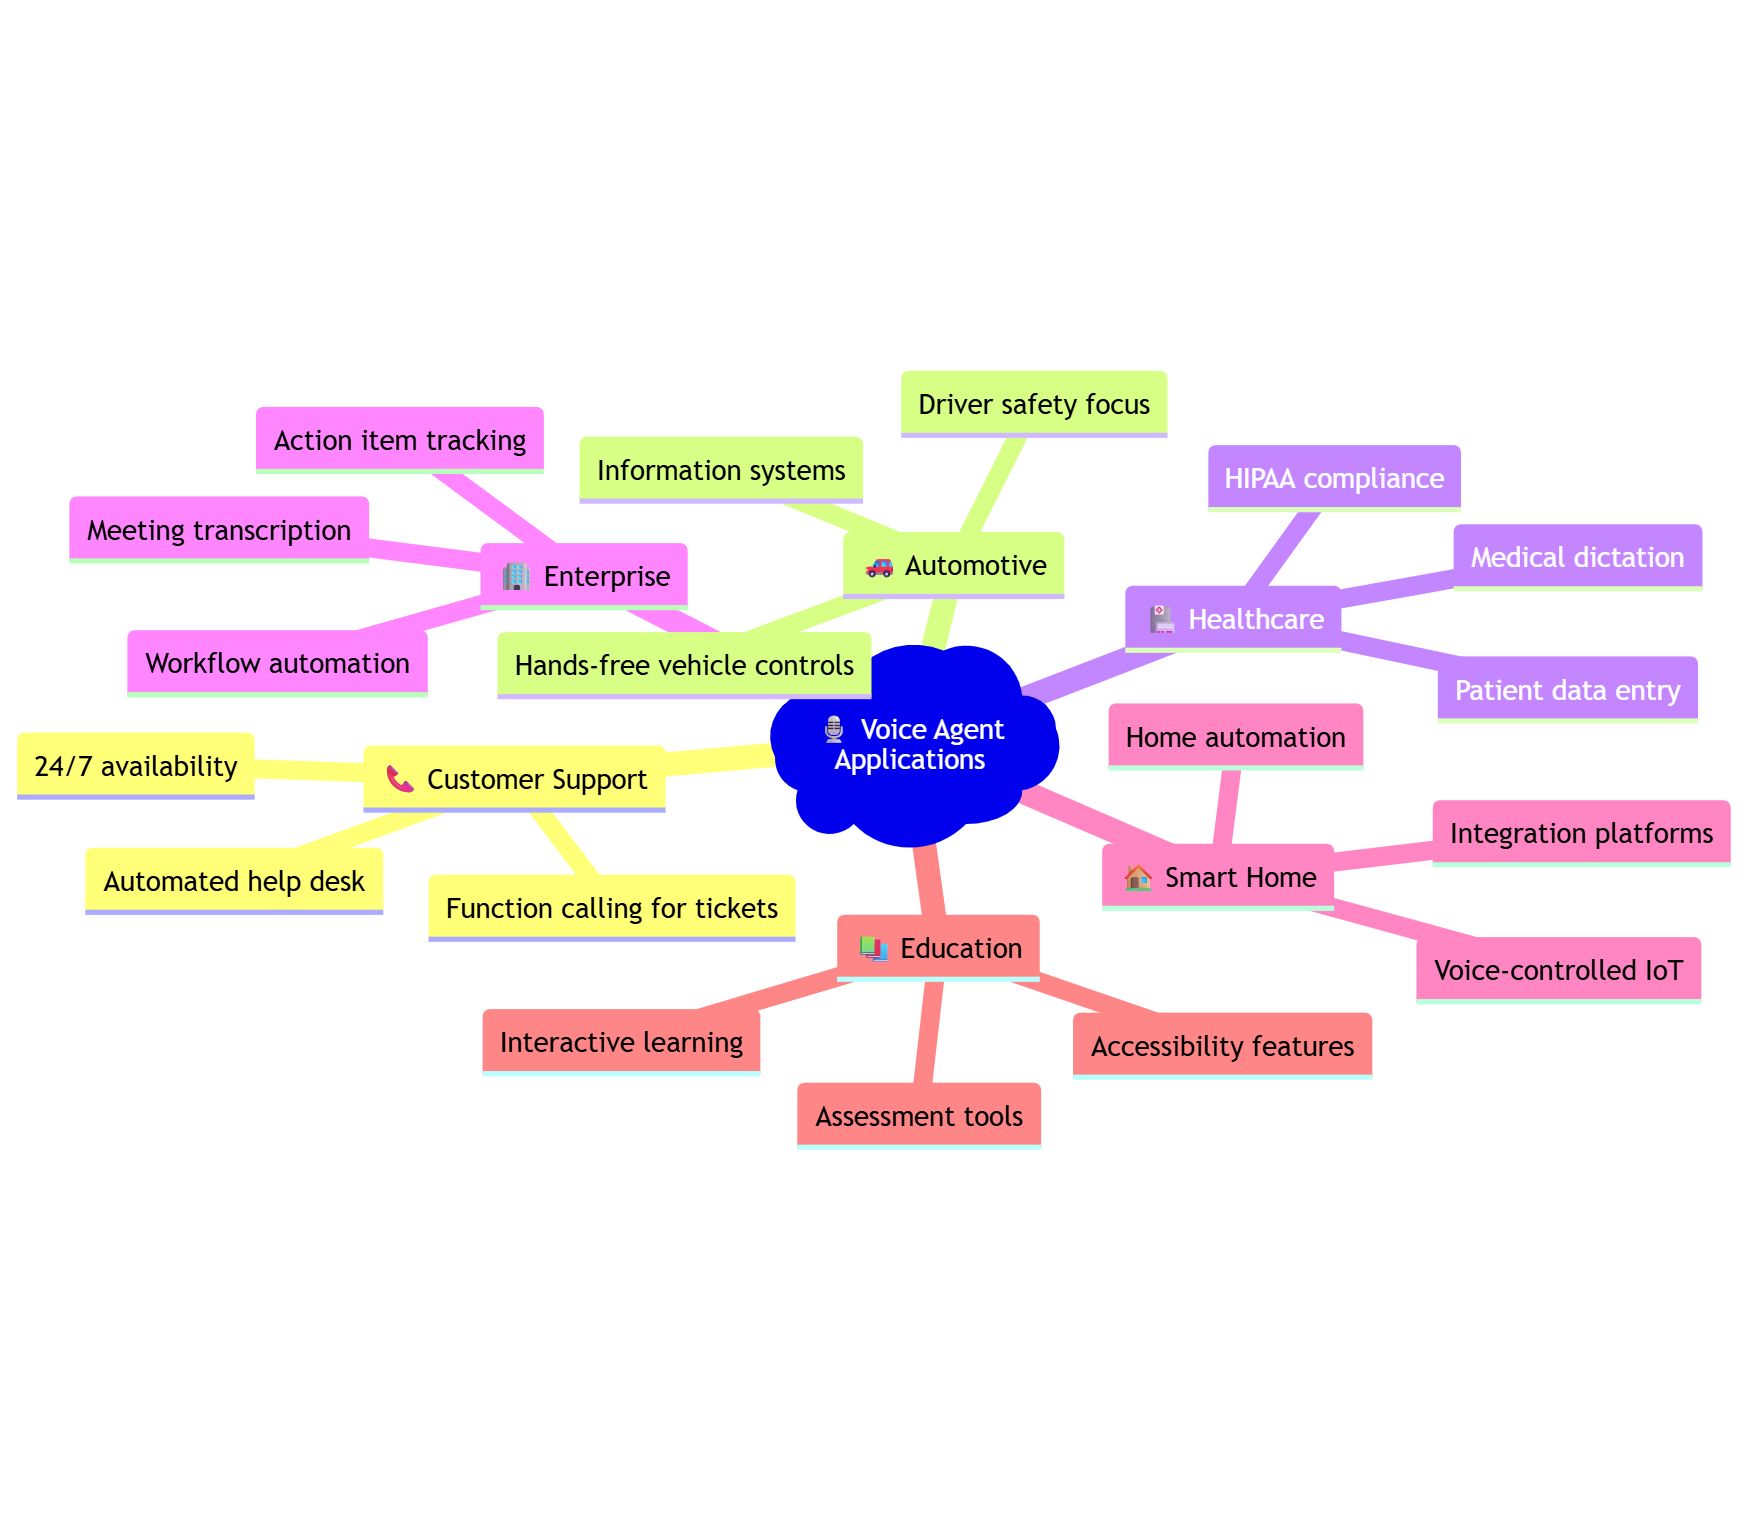 Driver safety focus
Action item tracking
Information systems
HIPAA compliance
Meeting transcription
Medical dictation
Automotive
Enterprise
Healthcare
Workflow automation
Hands-free vehicle controls
Patient data entry
Voice Agent
Applications
Home automation
24/7 availability
Customer Support
Integration platforms
Automated help desk
Smart Home
Function calling for tickets
Education
Voice-controlled IoT
Interactive learning
Accessibility features
Assessment tools